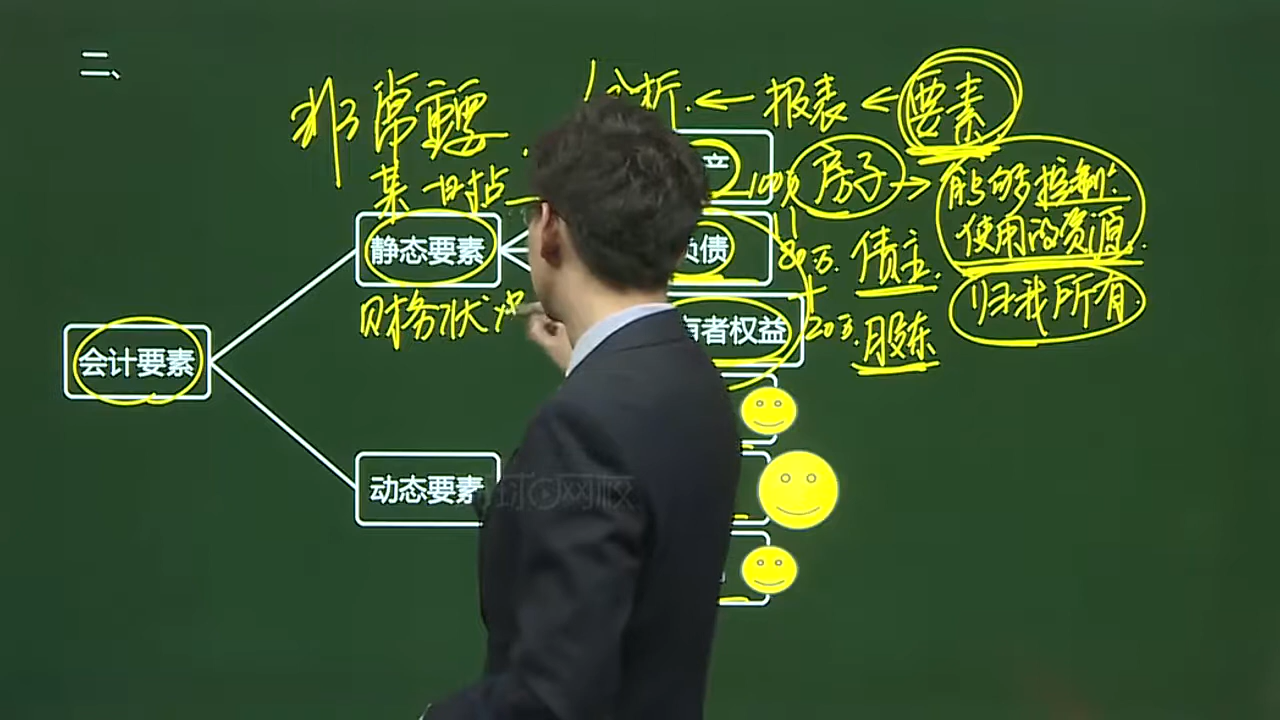 二、
非常重要 分析 ← 报表 ← 要素
某一时点 产 100万 房子 → 能够控制
静态要素 负债 80万 债主 使用的资源
财务状况 有者权益 20万 股东 归我所有
会计要素
动态要素